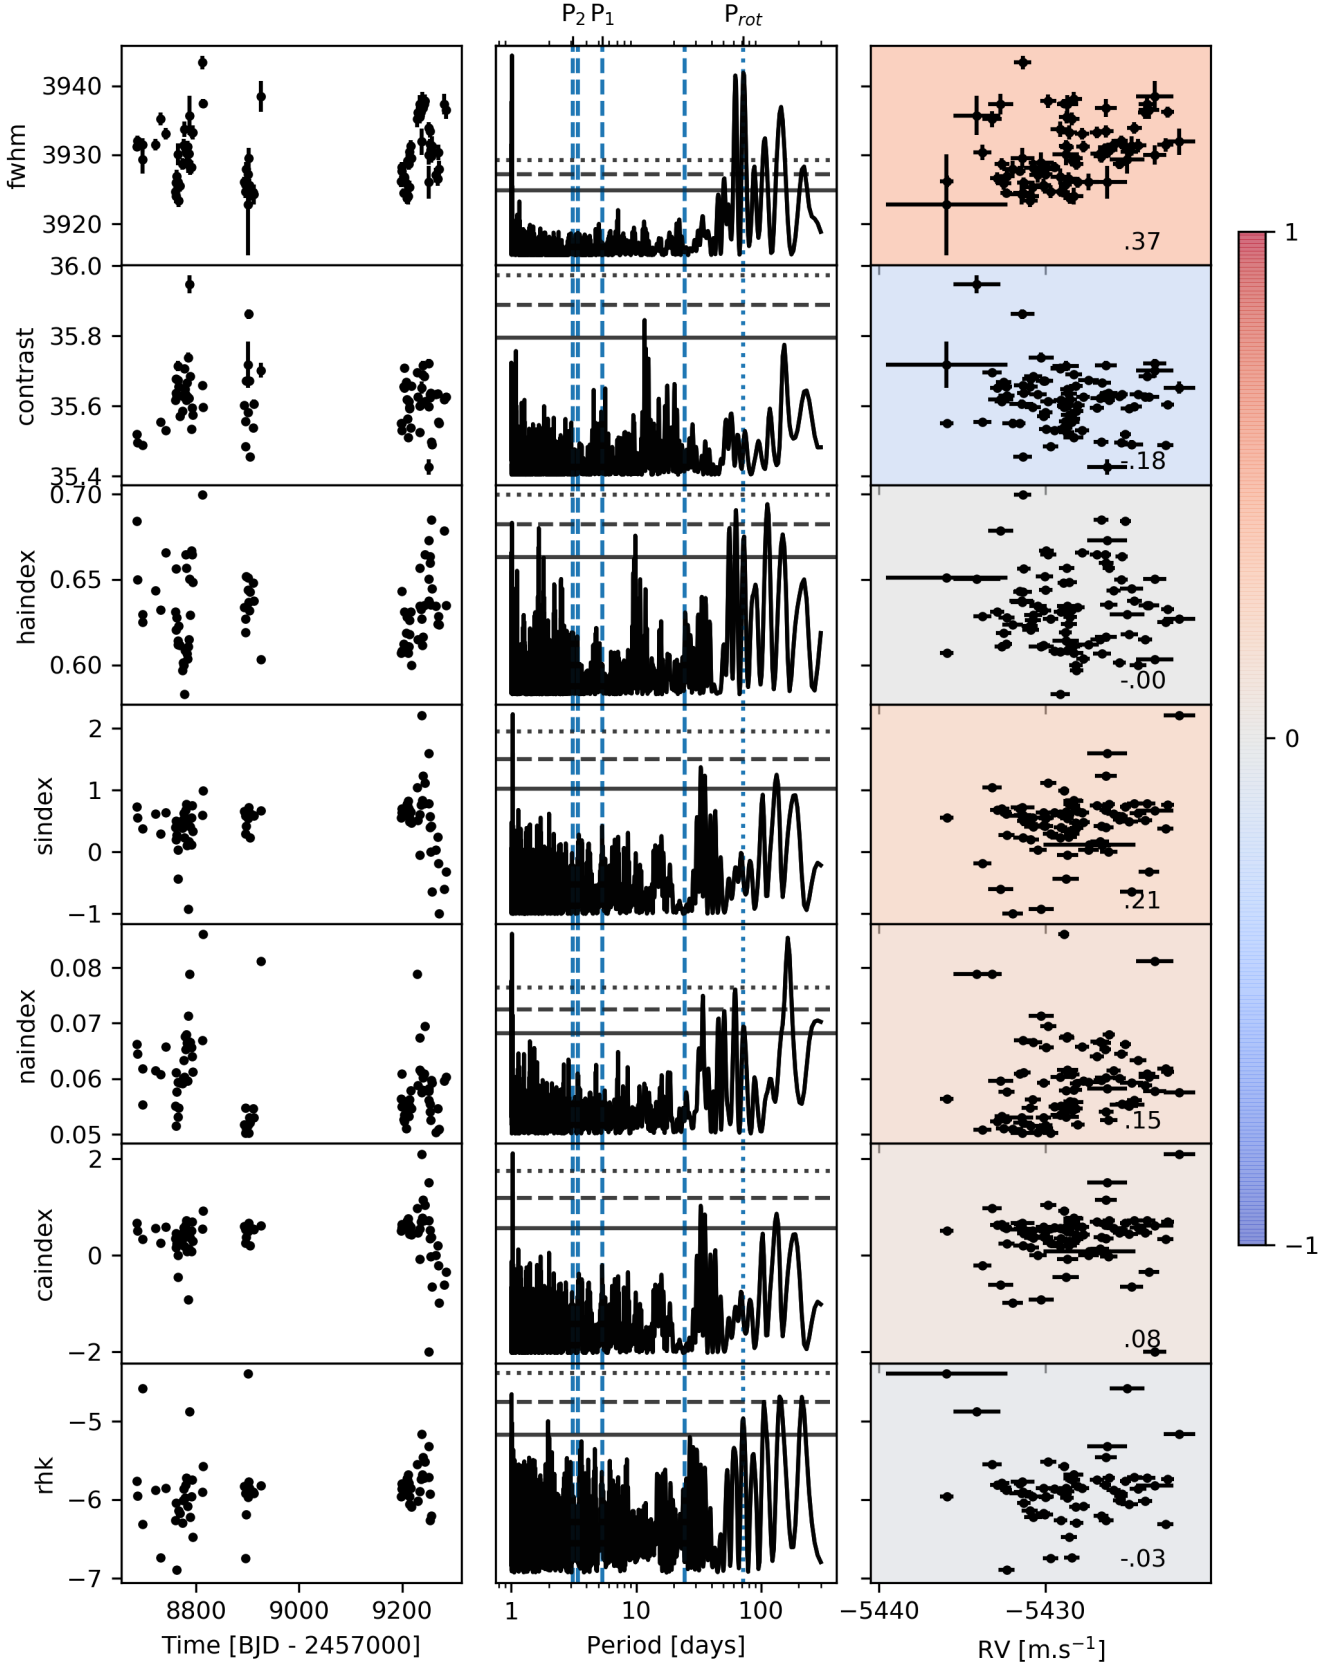 P₂ P₁ P_rot
fwhm
3940
3930
3920
.37
contrast
36.0
35.8
35.6
35.4
-.18
haindex
0.70
0.65
0.60
-.00
sindex
2
1
0
−1
.21
naindex
0.08
0.07
0.06
0.05
.15
caindex
2
0
−2
.08
rhk
−5
−6
−7
-.03
8800 9000 9200
Time [BJD - 2457000]
1 10 100
Period [days]
−5440 −5430
RV [m.s⁻¹]
1
0
−1